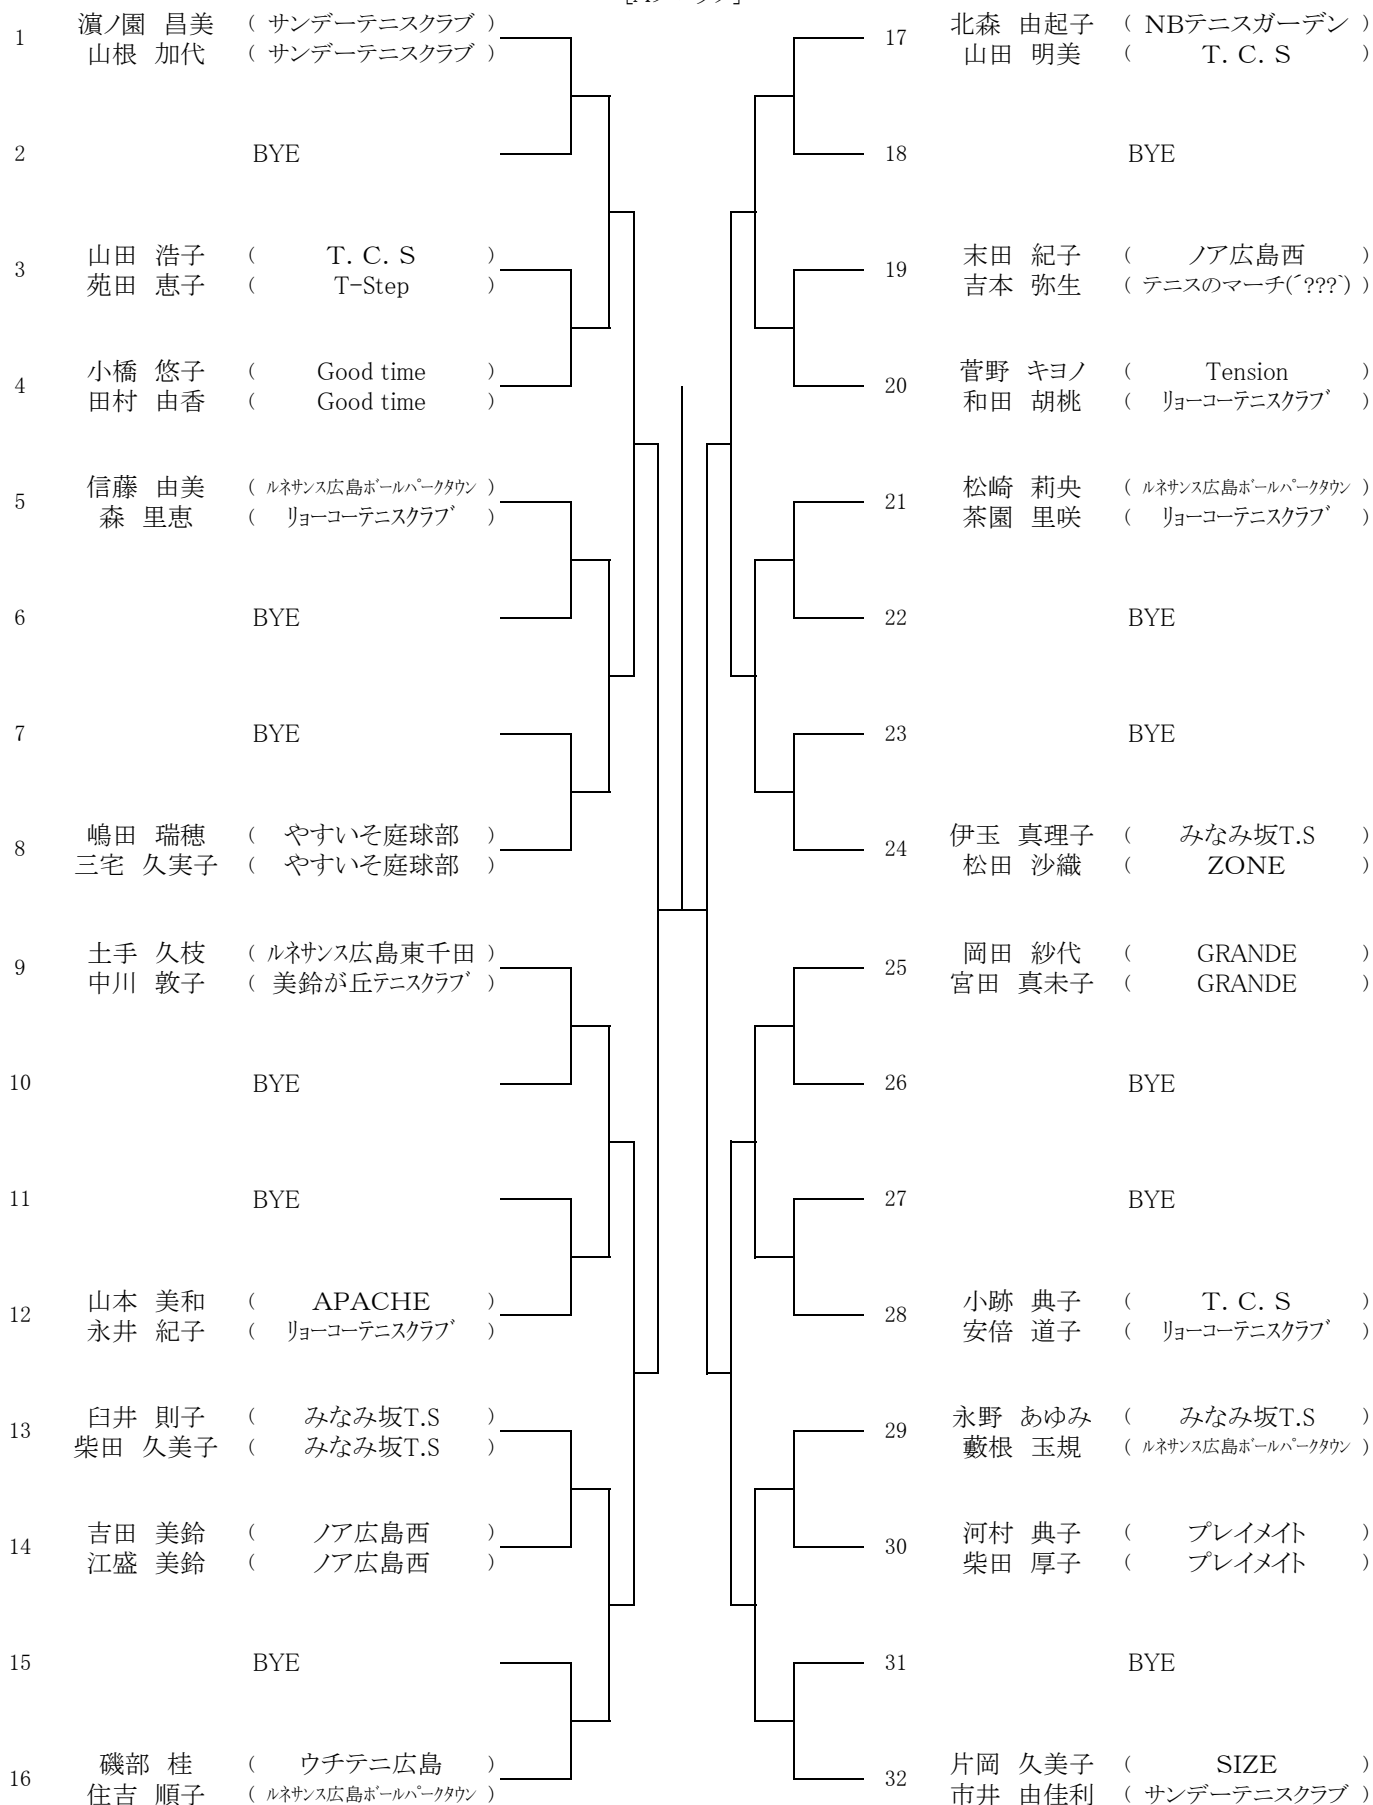 1 濵ノ園 昌美 ( サンデーテニスクラブ )
山根 加代 ( サンデーテニスクラブ )
2 BYE
3 山田 浩子 ( T. C. S )
苑田 恵子 ( T-Step )
4 小橋 悠子 ( Good time )
田村 由香 ( Good time )
5 信藤 由美 ( ﾙﾈｻﾝｽ広島ﾎﾞｰﾙﾊﾟｰｸﾀｳﾝ )
森 里恵 ( ﾘｮｰｺｰﾃﾆｽｸﾗﾌﾞ )
6 BYE
7 BYE
8 嶋田 瑞穂 ( やすいそ庭球部 )
三宅 久実子 ( やすいそ庭球部 )
9 土手 久枝 ( ﾙﾈｻﾝｽ広島東千田 )
中川 敦子 ( 美鈴が丘ﾃﾆｽｸﾗﾌﾞ )
10 BYE
11 BYE
12 山本 美和 ( APACHE )
永井 紀子 ( ﾘｮｰｺｰﾃﾆｽｸﾗﾌﾞ )
13 臼井 則子 ( みなみ坂T.S )
柴田 久美子 ( みなみ坂T.S )
14 吉田 美鈴 ( ノア広島西 )
江盛 美鈴 ( ノア広島西 )
15 BYE
16 磯部 桂 ( ウチテニ広島 )
住吉 順子 ( ﾙﾈｻﾝｽ広島ﾎﾞｰﾙﾊﾟｰｸﾀｳﾝ )
17 北森 由起子 ( NBテニスガーデン )
山田 明美 ( T. C. S )
18 BYE
19 末田 紀子 ( ノア広島西 )
吉本 弥生 ( テニスのマーチ(´???`) )
20 菅野 キヨノ ( Tension )
和田 胡桃 ( ﾘｮｰｺｰﾃﾆｽｸﾗﾌﾞ )
21 松崎 莉央 ( ﾙﾈｻﾝｽ広島ﾎﾞｰﾙﾊﾟｰｸﾀｳﾝ )
茶園 里咲 ( ﾘｮｰｺｰﾃﾆｽｸﾗﾌﾞ )
22 BYE
23 BYE
24 伊玉 真理子 ( みなみ坂T.S )
松田 沙織 ( ZONE )
25 岡田 紗代 ( GRANDE )
宮田 真未子 ( GRANDE )
26 BYE
27 BYE
28 小跡 典子 ( T. C. S )
安倍 道子 ( ﾘｮｰｺｰﾃﾆｽｸﾗﾌﾞ )
29 永野 あゆみ ( みなみ坂T.S )
藪根 玉規 ( ﾙﾈｻﾝｽ広島ﾎﾞｰﾙﾊﾟｰｸﾀｳﾝ )
30 河村 典子 ( プレイメイト )
柴田 厚子 ( プレイメイト )
31 BYE
32 片岡 久美子 ( SIZE )
市井 由佳利 ( サンデーテニスクラブ )